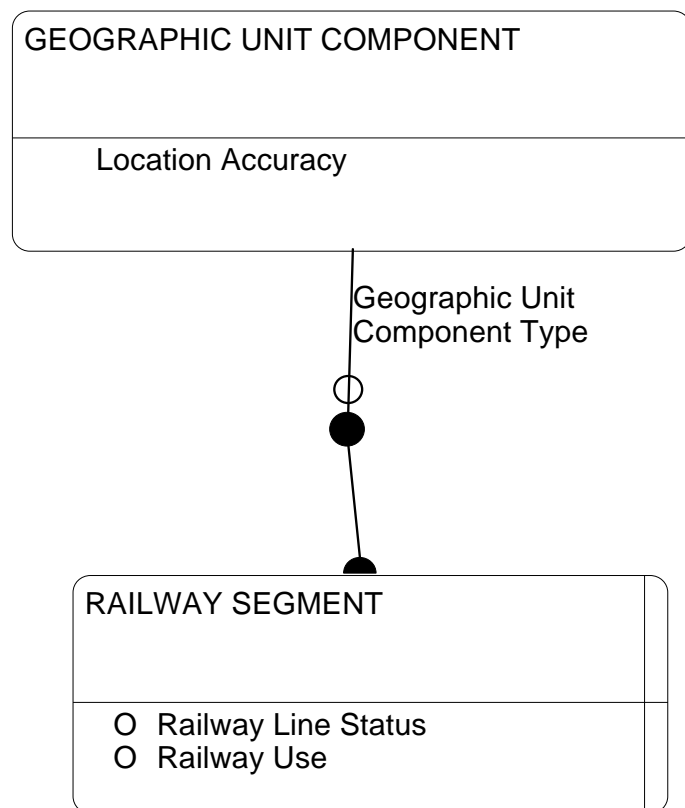 GEOGRAPHIC UNIT COMPONENT
Location Accuracy
Geographic Unit
Component Type
RAILWAY SEGMENT
O Railway Line Status
O Railway Use